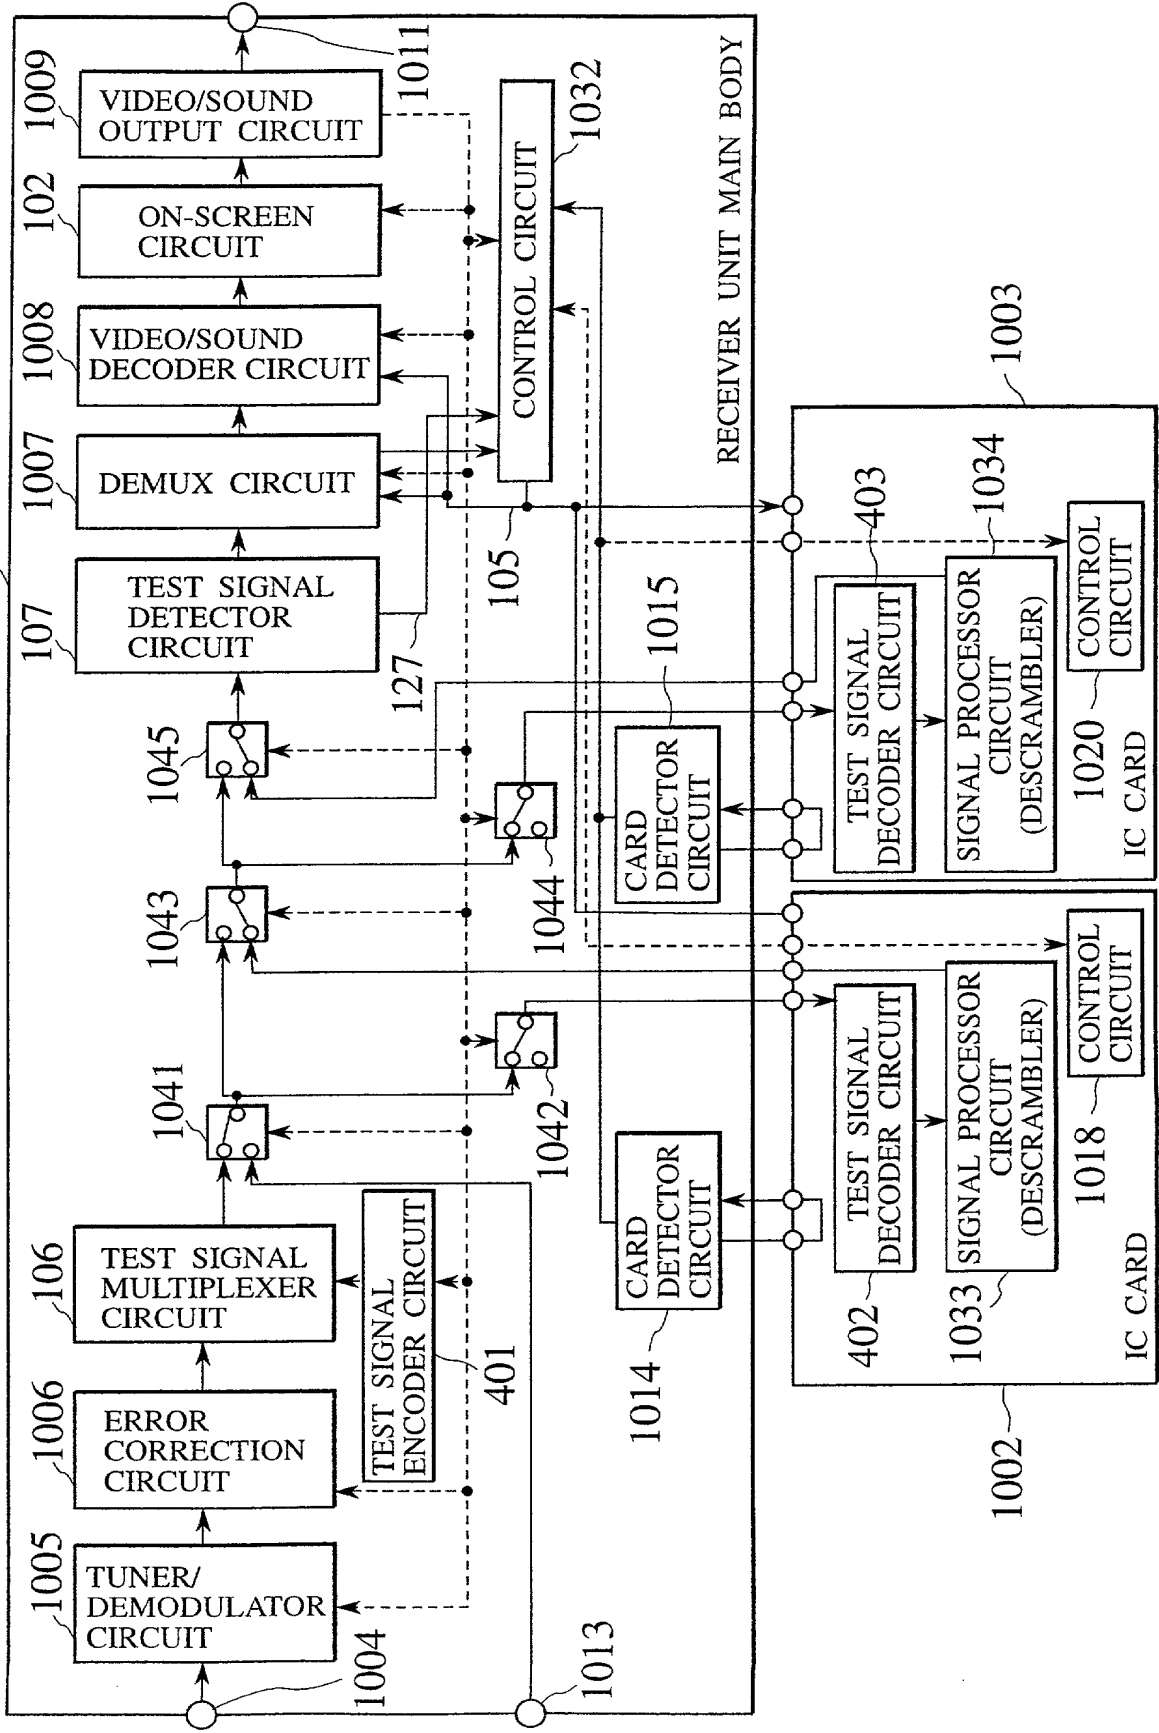 1005
TUNER/
DEMODULATOR
CIRCUIT
1004
1006
ERROR
CORRECTION
CIRCUIT
106
TEST SIGNAL
MULTIPLEXER
CIRCUIT
TEST SIGNAL
ENCODER CIRCUIT
401
1041
1043
1045
107
TEST SIGNAL
DETECTOR
CIRCUIT
127
1007
DEMUX CIRCUIT
1008
VIDEO/SOUND
DECODER CIRCUIT
102
ON-SCREEN
CIRCUIT
1009
VIDEO/SOUND
OUTPUT CIRCUIT
1011
1013
1042
1044
105
CONTROL CIRCUIT
1032
1014
CARD
DETECTOR
CIRCUIT
CARD
DETECTOR
CIRCUIT
1015
RECEIVER UNIT MAIN BODY
1002
402
TEST SIGNAL
DECODER CIRCUIT
1033
SIGNAL PROCESSOR
CIRCUIT
(DESCRAMBLER)
1018
CONTROL
CIRCUIT
IC CARD
1003
403
TEST SIGNAL
DECODER CIRCUIT
1034
SIGNAL PROCESSOR
CIRCUIT
(DESCRAMBLER)
1020
CONTROL
CIRCUIT
IC CARD